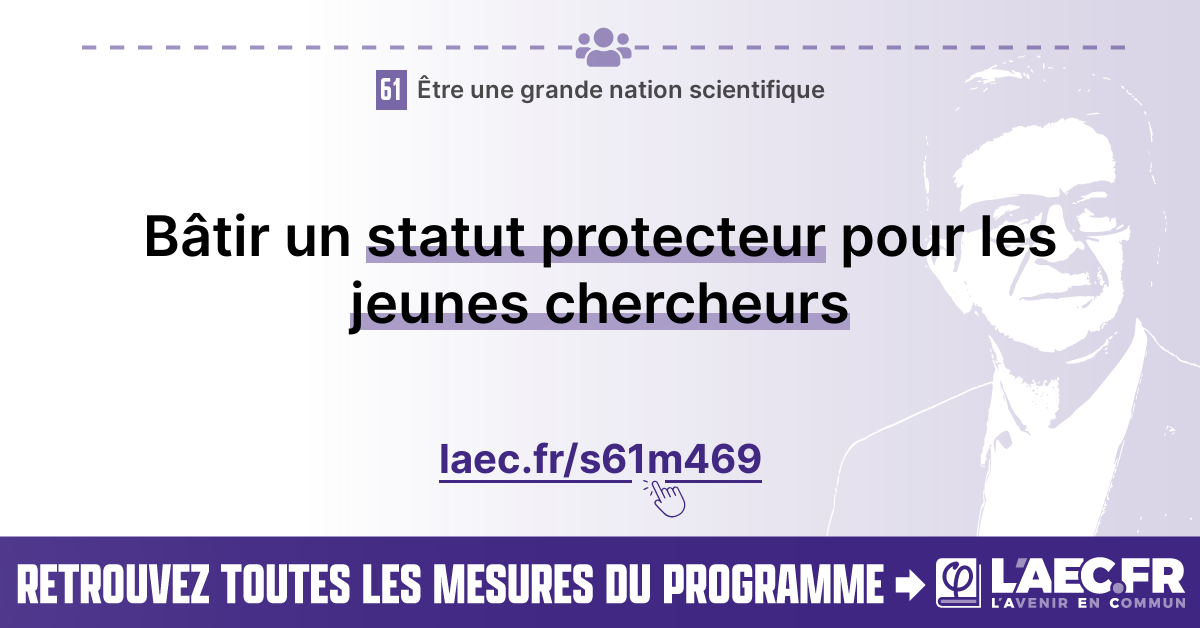 61 Être une grande nation scientifique
Bâtir un statut protecteur pour les
jeunes chercheurs
laec.fr/s61m469
RETROUVEZ TOUTES LES MESURES DU PROGRAMME
L'AEC.FR
L'AVENIR EN COMMUN